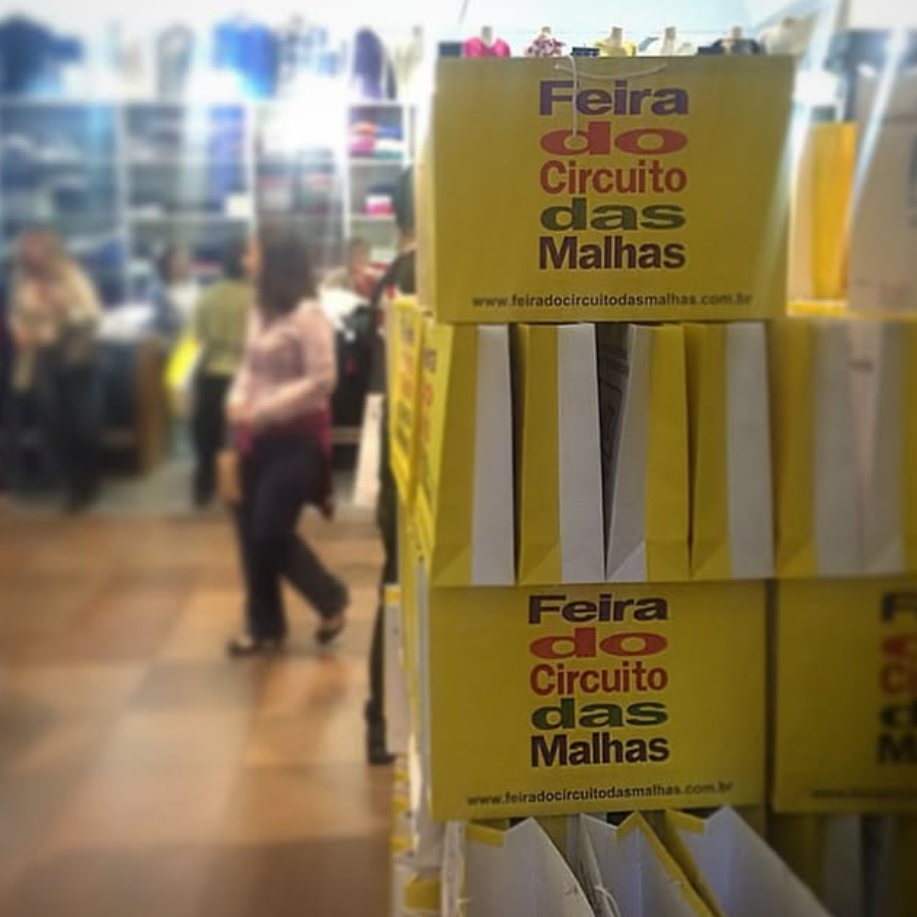 Feira
do
Circuito
das
Malhas
www.feiradocircuitodasmalhas.com.br
Feira
do
Circuito
das
Malhas
www.feiradocircuitodasmalhas.com.br